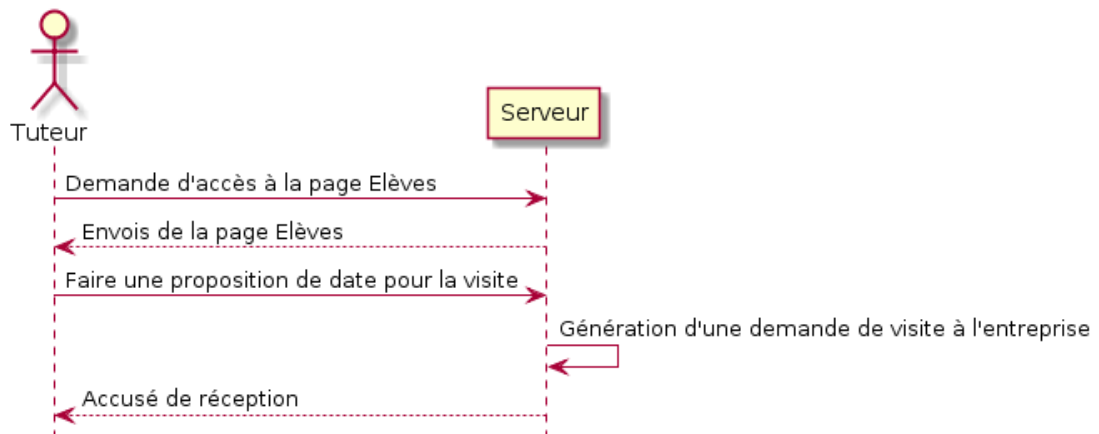 Tuteur
Serveur
Demande d'accès à la page Elèves
Envois de la page Elèves
Faire une proposition de date pour la visite
Génération d'une demande de visite à l'entreprise
Accusé de réception